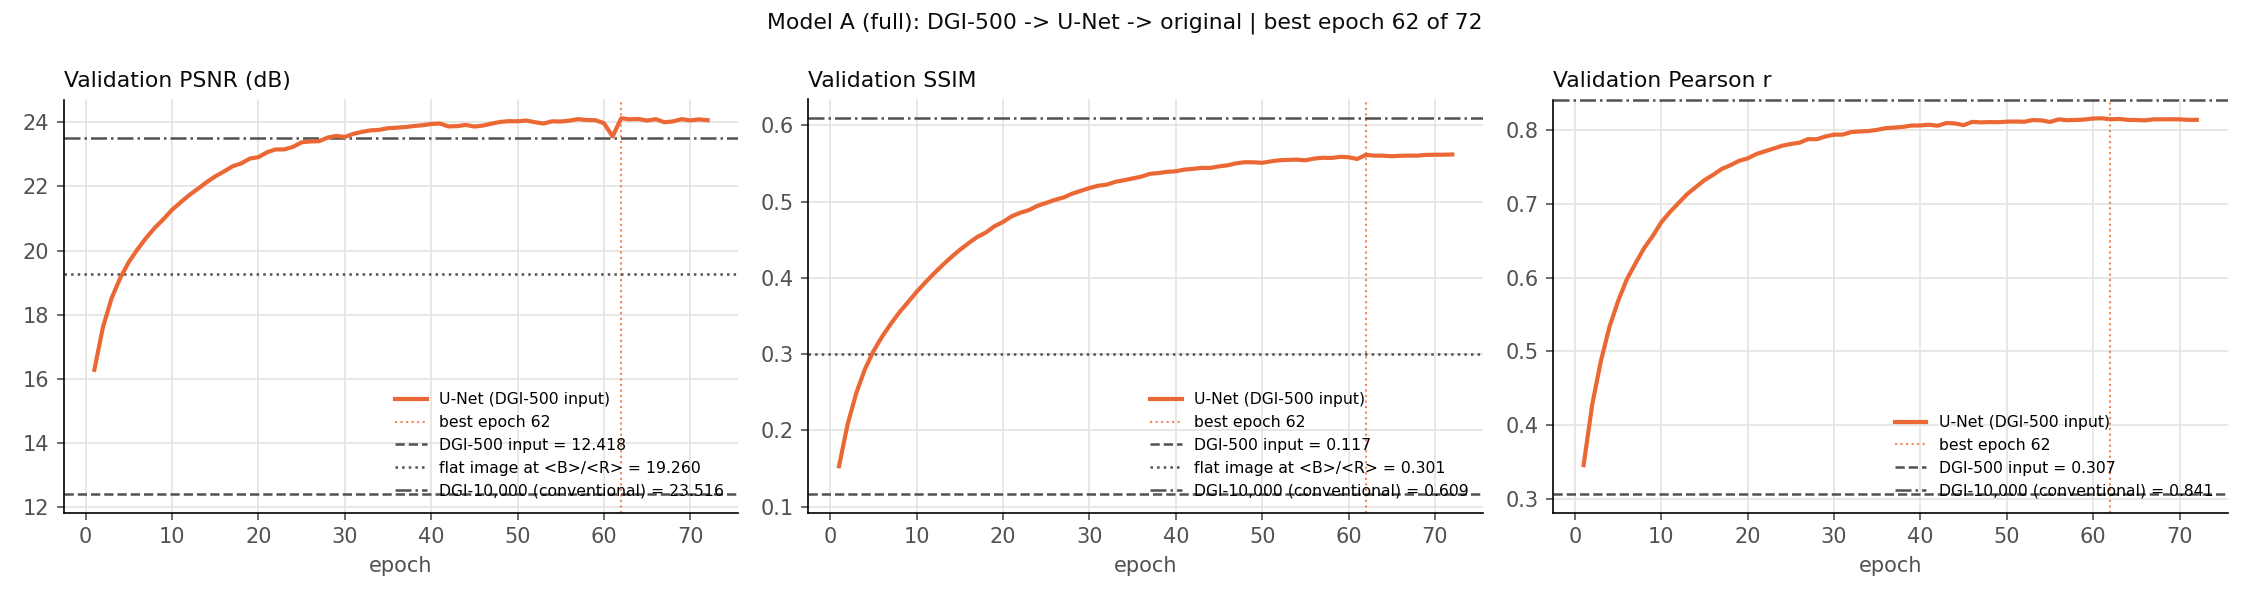 Model A (full): DGI-500 -> U-Net -> original | best epoch 62 of 72
Validation PSNR (dB)
24
22
20
18
16
14
12
0 10 20 30 40 50 60 70
epoch
U-Net (DGI-500 input)
best epoch 62
DGI-500 input = 12.418
flat image at <B>/<R> = 19.260
DGI-10,000 (conventional) = 23.516
Validation SSIM
0.6
0.5
0.4
0.3
0.2
0.1
0 10 20 30 40 50 60 70
epoch
U-Net (DGI-500 input)
best epoch 62
DGI-500 input = 0.117
flat image at <B>/<R> = 0.301
DGI-10,000 (conventional) = 0.609
Validation Pearson r
0.8
0.7
0.6
0.5
0.4
0.3
0 10 20 30 40 50 60 70
epoch
U-Net (DGI-500 input)
best epoch 62
DGI-500 input = 0.307
DGI-10,000 (conventional) = 0.841